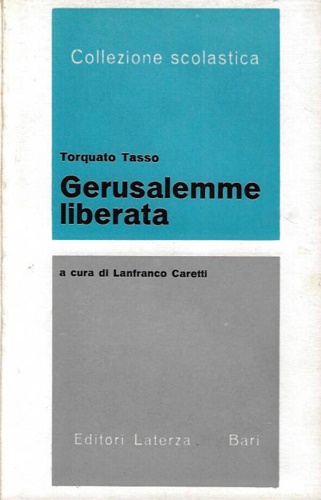 Collezione scolastica
Torquato Tasso
Gerusalemme
liberata
a cura di Lanfranco Caretti
Editori Laterza Bari